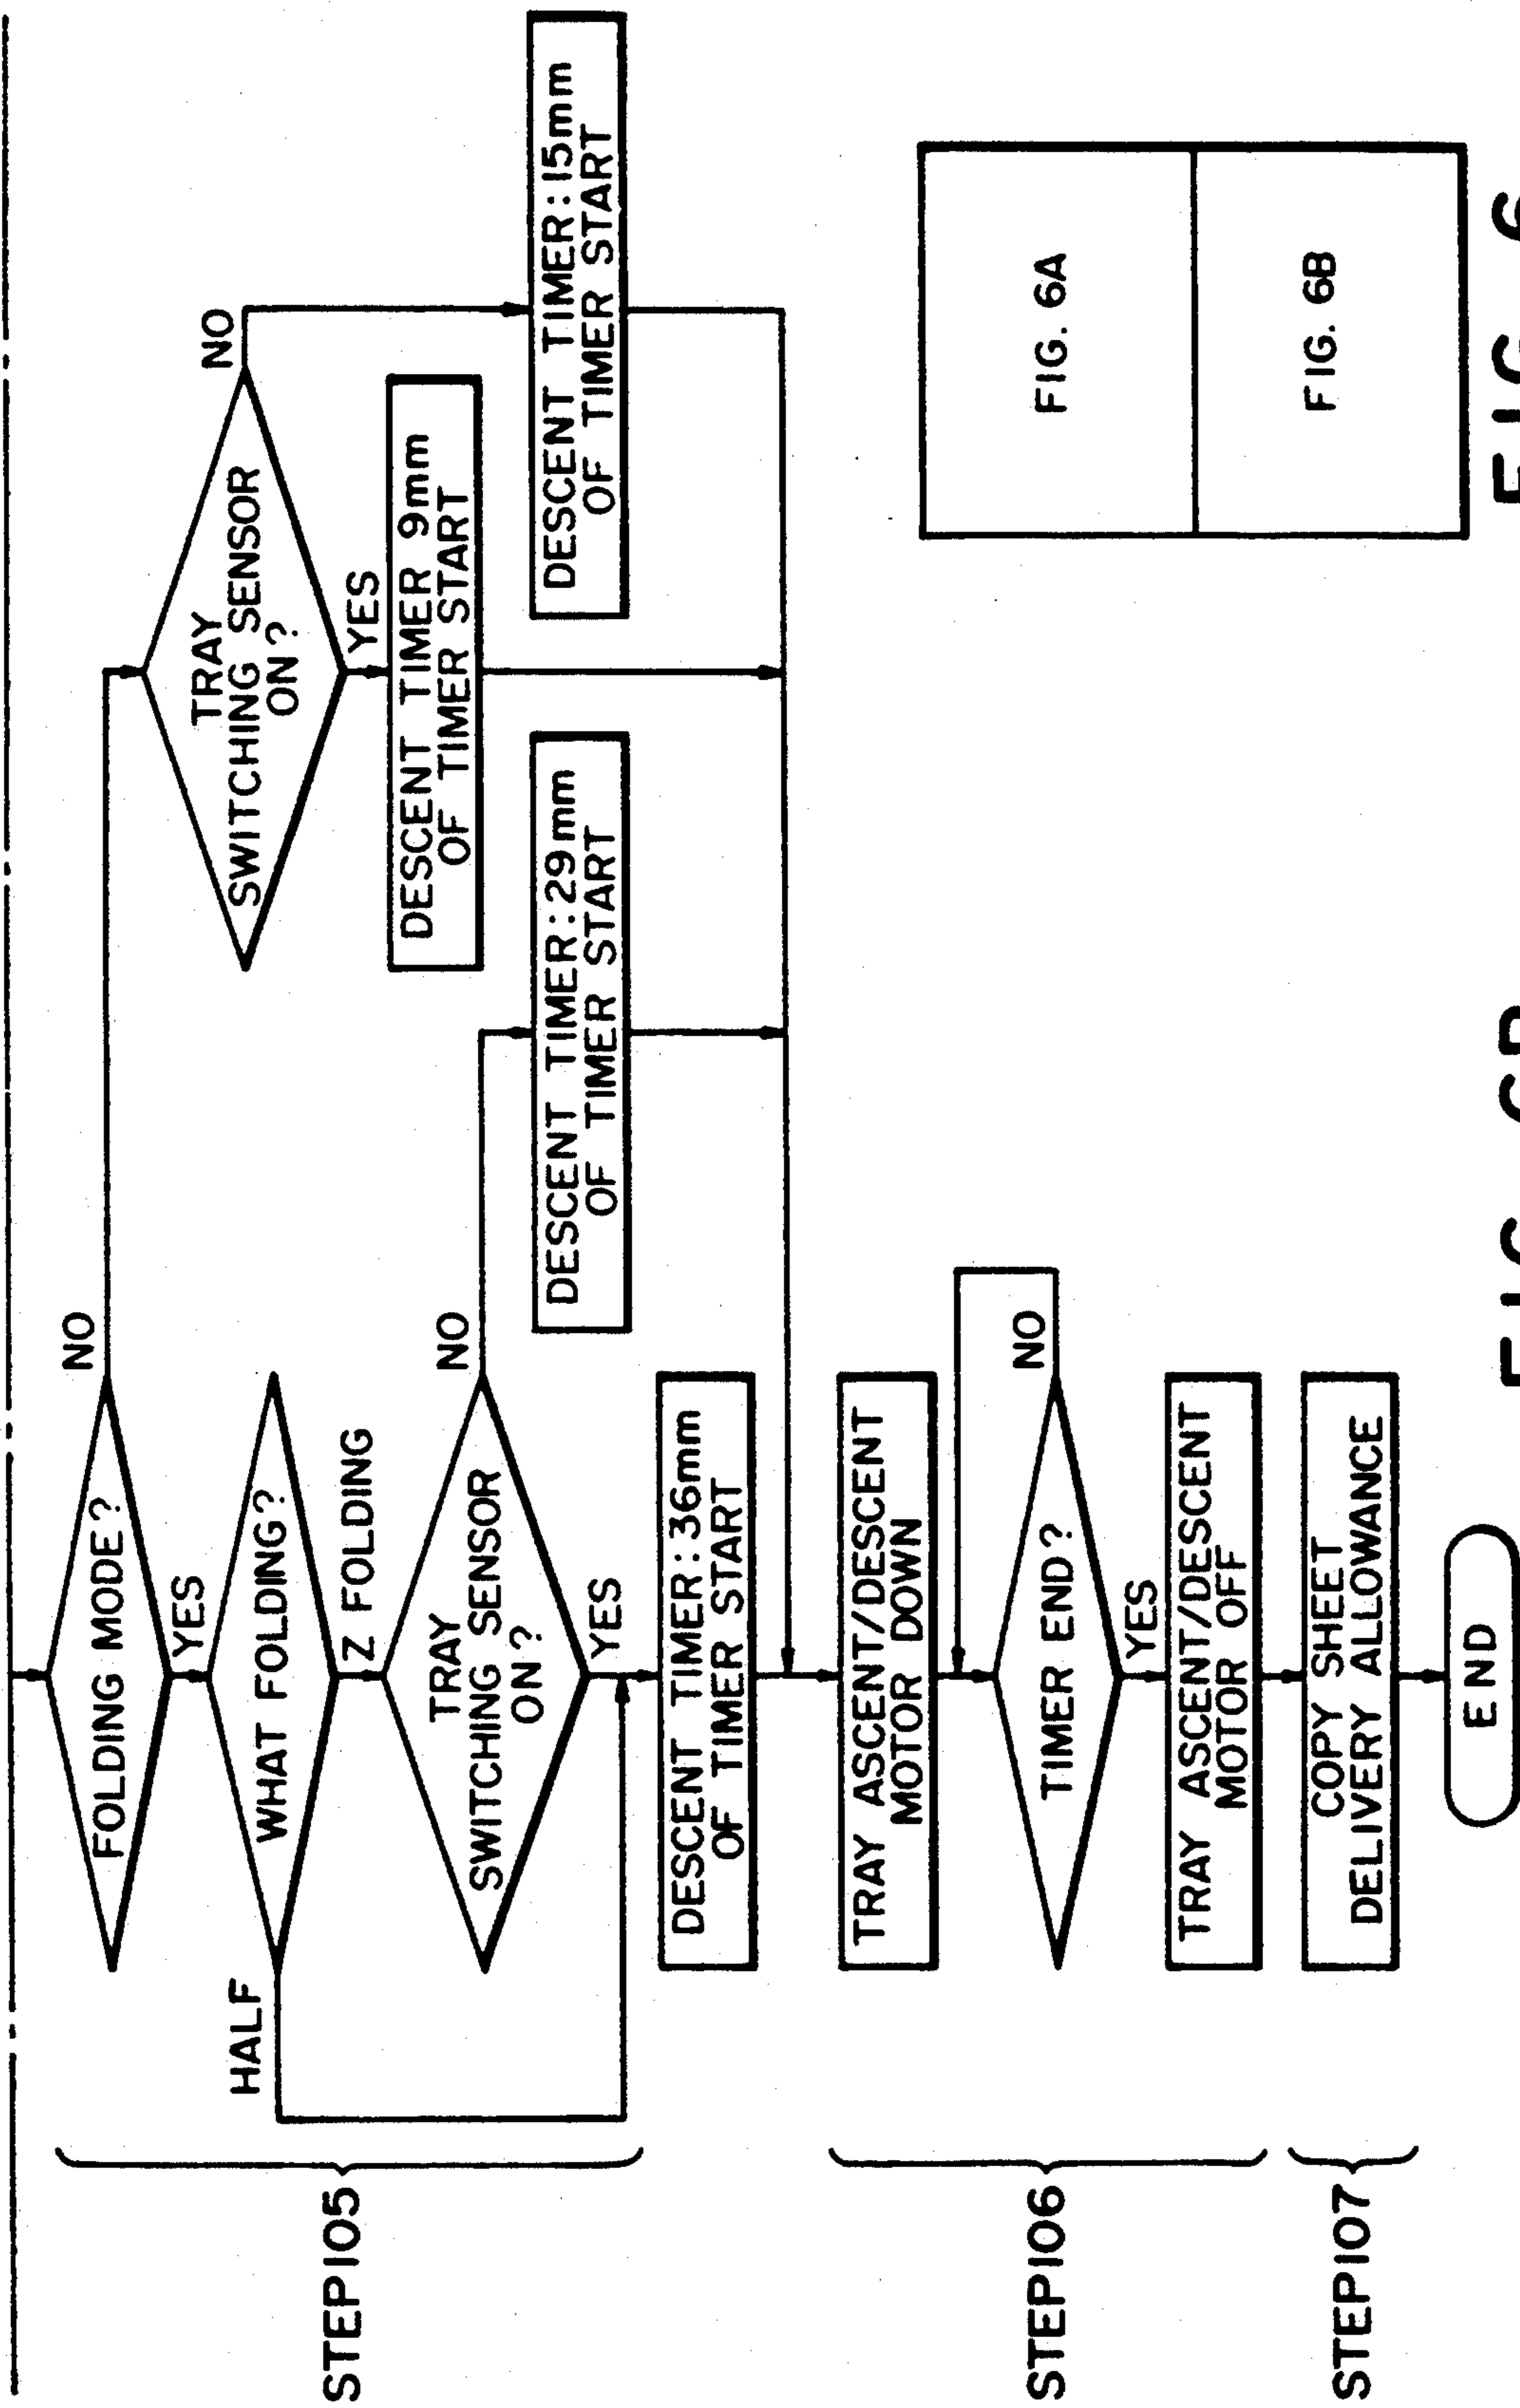 FOLDING MODE?
NO
YES
HALF
WHAT FOLDING?
Z FOLDING
TRAY
SWITCHING SENSOR
ON?
NO
YES
TRAY
SWITCHING SENSOR
ON?
NO
YES
DESCENT TIMER 9mm
OF TIMER START
DESCENT TIMER:29mm
OF TIMER START
DESCENT TIMER:15mm
OF TIMER START
DESCENT TIMER:36mm
OF TIMER START
STEP105
TRAY ASCENT/DESCENT
MOTOR DOWN
TIMER END?
NO
YES
TRAY ASCENT/DESCENT
MOTOR OFF
STEP106
COPY SHEET
DELIVERY ALLOWANCE
STEP107
END
FIG. 6A
FIG. 6B